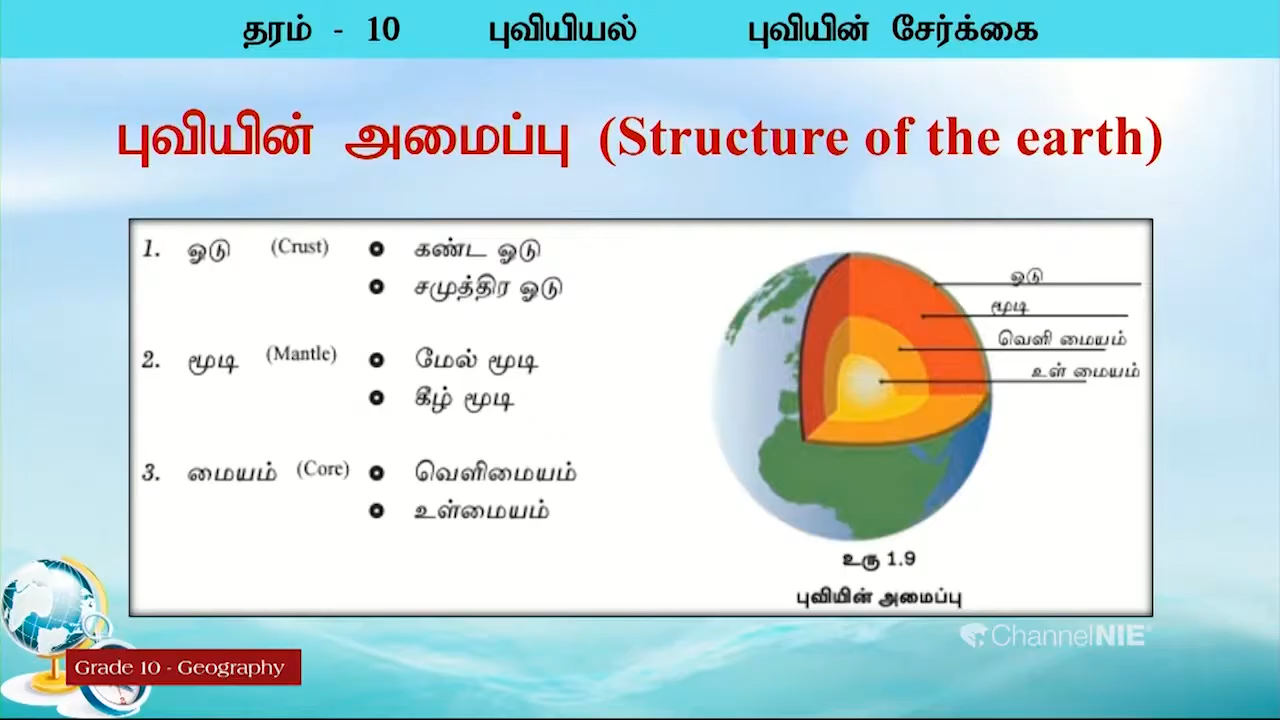 தரம் - 10 புவியியல் புவியின் சேர்க்கை
புவியின் அமைப்பு (Structure of the earth)
1. ஓடு (Crust) • கண்ட ஓடு
• சமுத்திர ஓடு
2. மூடி (Mantle) • மேல் மூடி
• கீழ் மூடி
3. மையம் (Core) • வெளிமையம்
• உள்மையம்
ஓடு
மூடி
வெளி மையம்
உள் மையம்
உரு 1.9
புவியின் அமைப்பு
ChannelNIE
Grade 10 - Geography